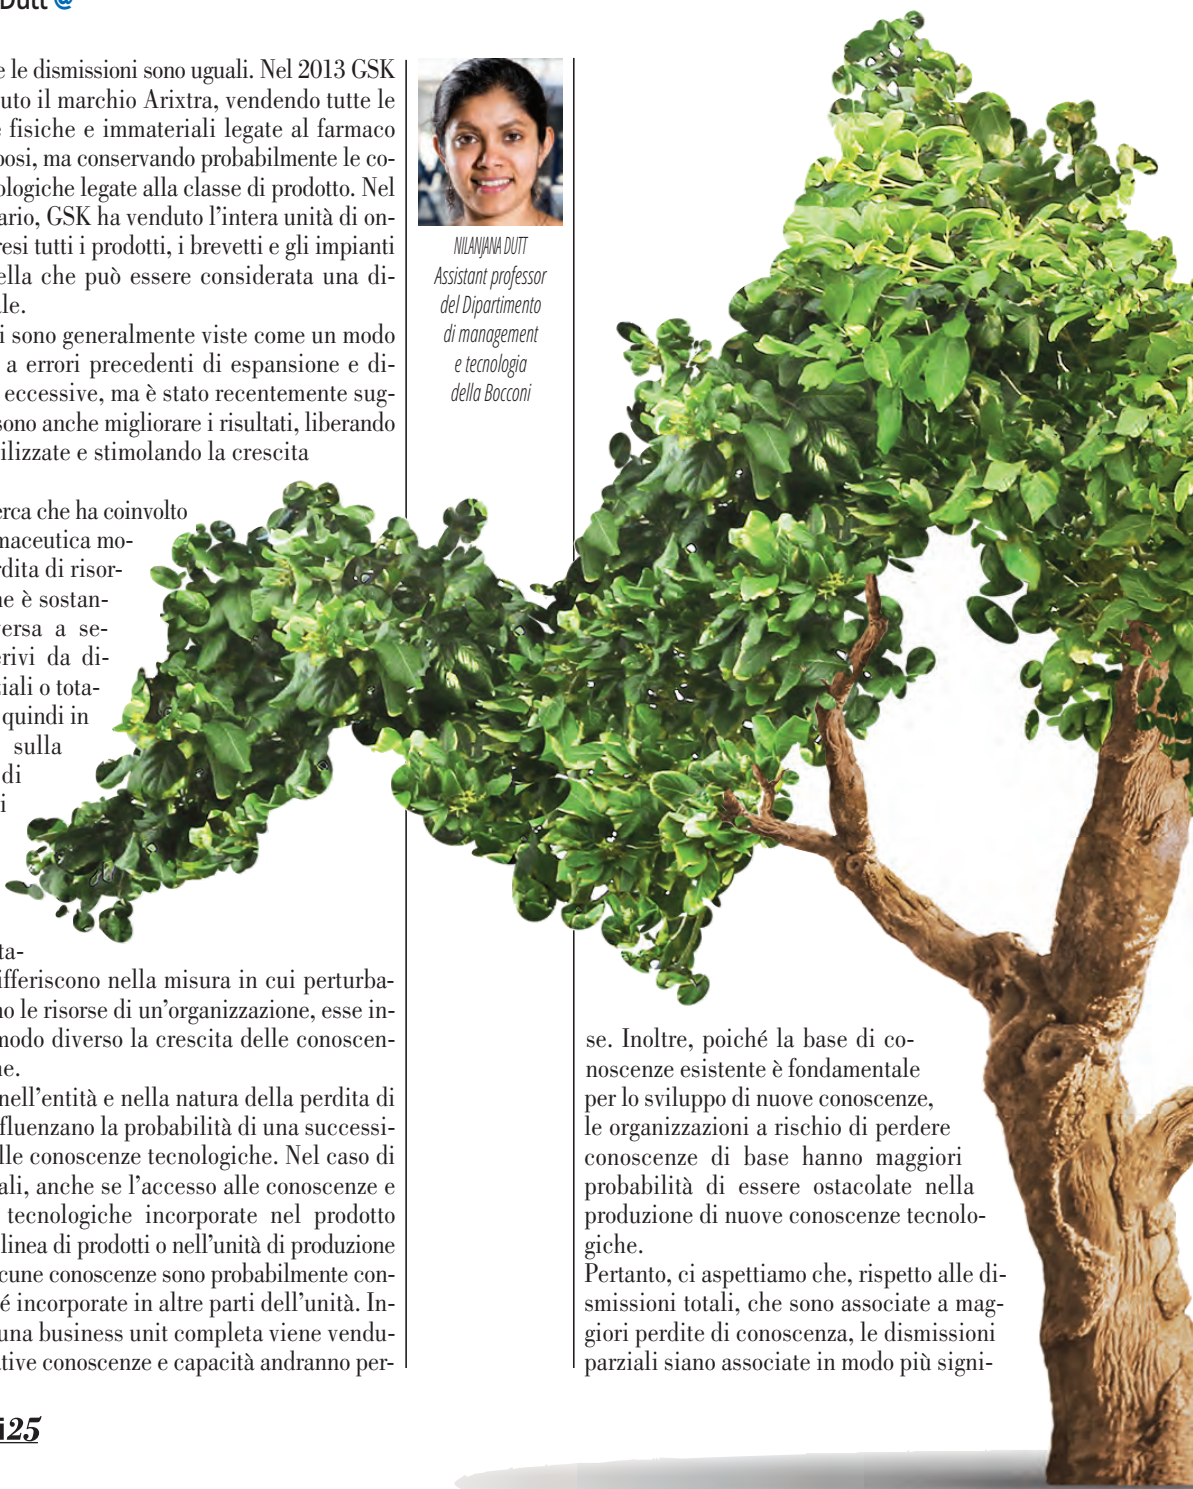 Dutt @
e le dismissioni sono uguali. Nel 2013 GSK
uto il marchio Arixtra, vendendo tutte le
e fisiche e immateriali legate al farmaco
bosi, ma conservando probabilmente le co-
ologiche legate alla classe di prodotto. Nel
ario, GSK ha venduto l'intera unità di on-
resi tutti i prodotti, i brevetti e gli impianti
ella che può essere considerata una di-
le.
i sono generalmente viste come un modo
a errori precedenti di espansione e di-
eccessive, ma è stato recentemente sug-
sono anche migliorare i risultati, liberando
ilizzate e stimolando la crescita
erca che ha coinvolto
maceutica mo-
rdita di risor-
ne è sostan-
versa a se-
erivi da di-
ziali o tota-
quindi in
sulla
di
i
ta-
ifferiscono nella misura in cui perturba-
no le risorse di un'organizzazione, esse in-
modo diverso la crescita delle conoscen-
ne.
nell'entità e nella natura della perdita di
fluenzano la probabilità di una successi-
lle conoscenze tecnologiche. Nel caso di
ali, anche se l'accesso alle conoscenze e
tecnologiche incorporate nel prodotto
linea di prodotti o nell'unità di produzione
cune conoscenze sono probabilmente con-
é incorporate in altre parti dell'unità. In-
una business unit completa viene vendu-
ative conoscenze e capacità andranno per-
NILANJANA DUTT
Assistant professor
del Dipartimento
di management
e tecnologia
della Bocconi
se. Inoltre, poiché la base di co-
noscenze esistente è fondamentale
per lo sviluppo di nuove conoscenze,
le organizzazioni a rischio di perdere
conoscenze di base hanno maggiori
probabilità di essere ostacolate nella
produzione di nuove conoscenze tecnolo-
giche.
Pertanto, ci aspettiamo che, rispetto alle di-
smissioni totali, che sono associate a mag-
giori perdite di conoscenza, le dismissioni
parziali siano associate in modo più signi-
i25